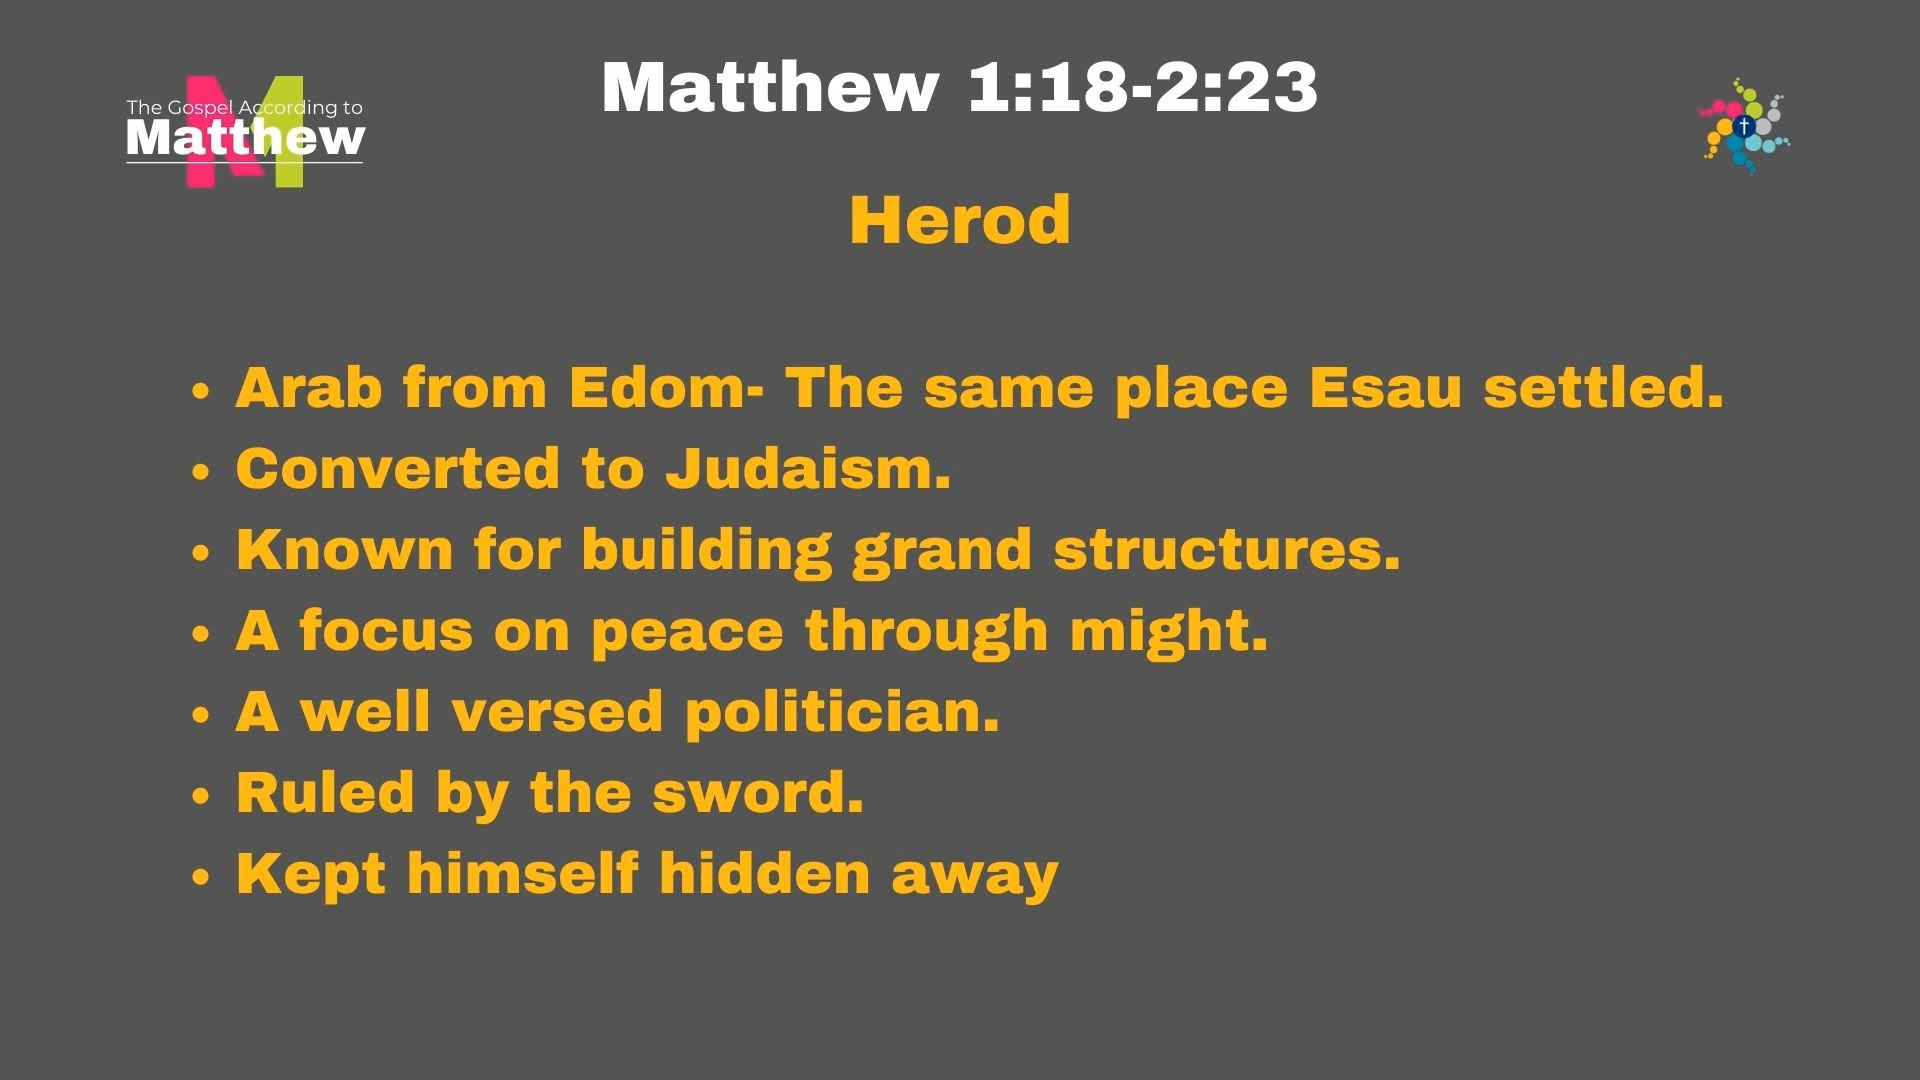 The Gospel According to
Matthew
Matthew 1:18-2:23
Herod
• Arab from Edom- The same place Esau settled.
• Converted to Judaism.
• Known for building grand structures.
• A focus on peace through might.
• A well versed politician.
• Ruled by the sword.
• Kept himself hidden away